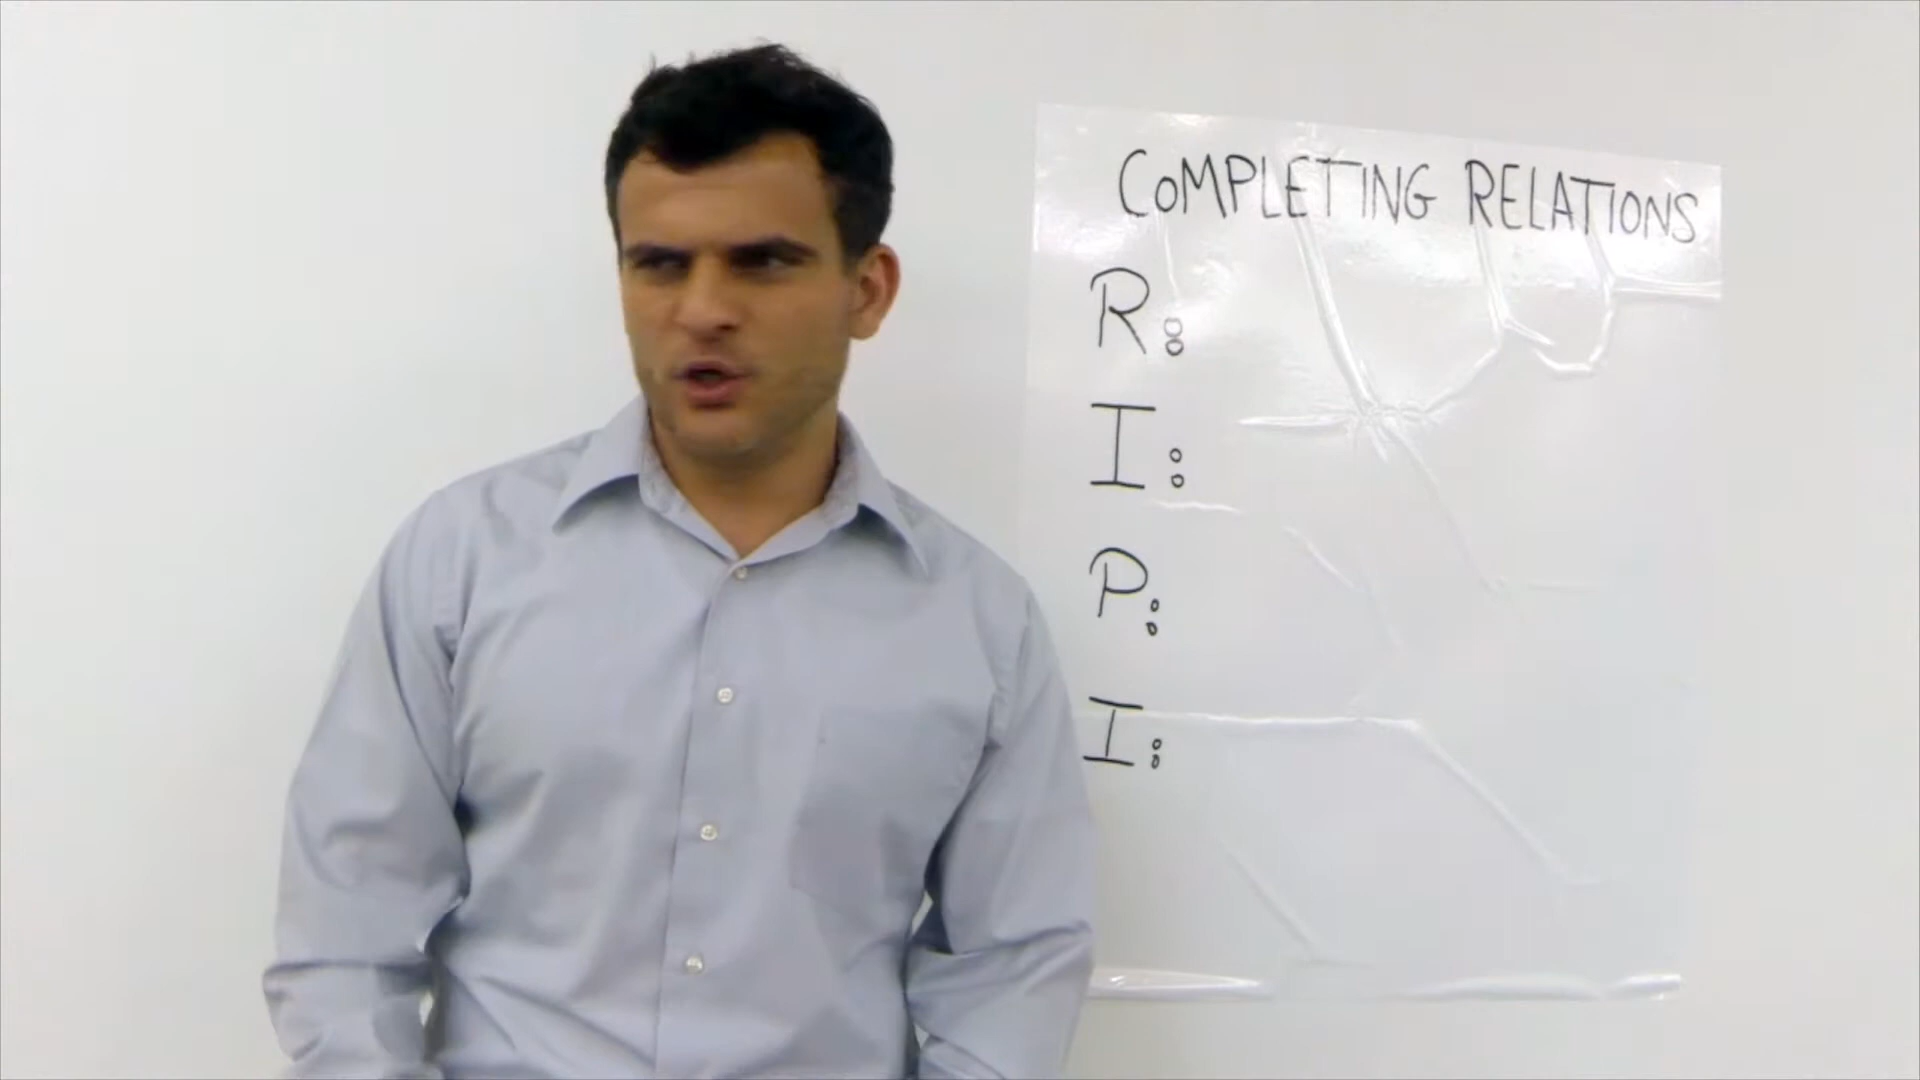 COMPLETING RELATIONS
R:
I:
P:
I: